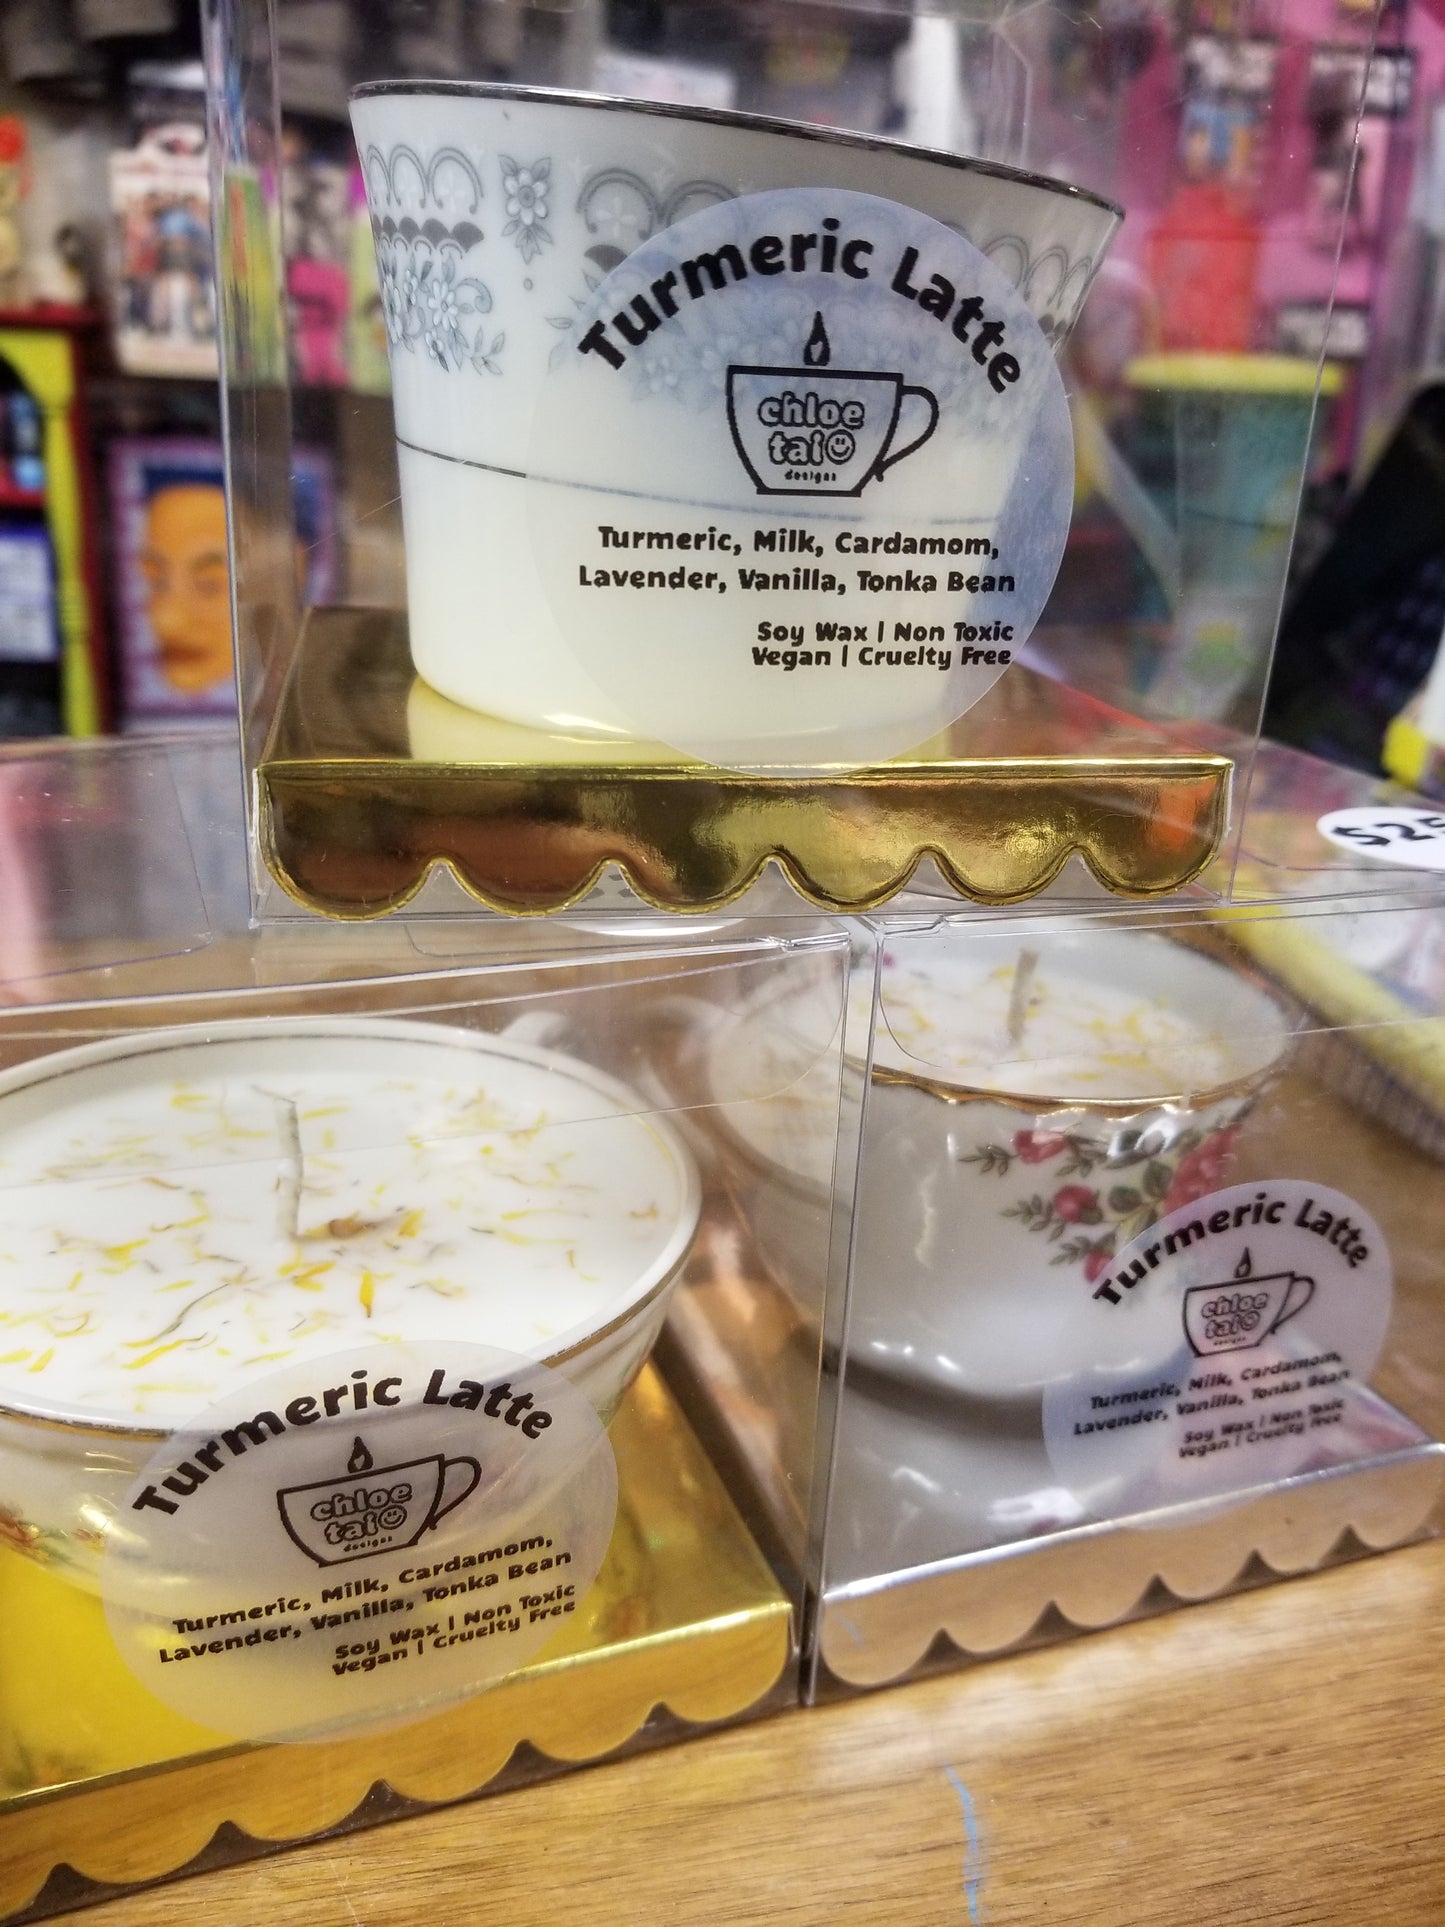 Turmeric Latte
chloe
tai
designs
Turmeric, Milk, Cardamom,
Lavender, Vanilla, Tonka Bean
Soy Wax | Non Toxic
Vegan | Cruelty Free
$25
Turmeric Latte
chloe
tai
designs
Turmeric, Milk, Cardamom,
Lavender, Vanilla, Tonka Bean
Soy Wax | Non Toxic
Vegan | Cruelty Free
Turmeric Latte
chloe
tai
designs
Turmeric, Milk, Cardamom,
Lavender, Vanilla, Tonka Bean
Soy Wax | Non Toxic
Vegan | Cruelty Free